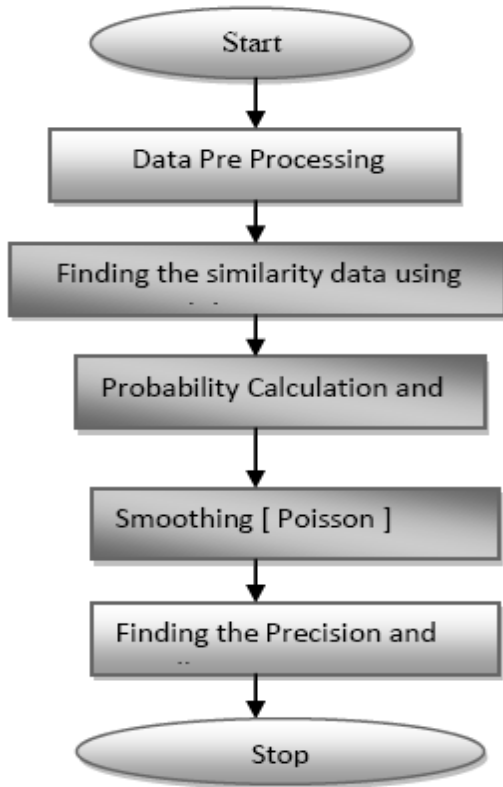 Start
Data Pre Processing
Finding the similarity data using
Probability Calculation and
Smoothing [ Poisson ]
Finding the Precision and
Stop